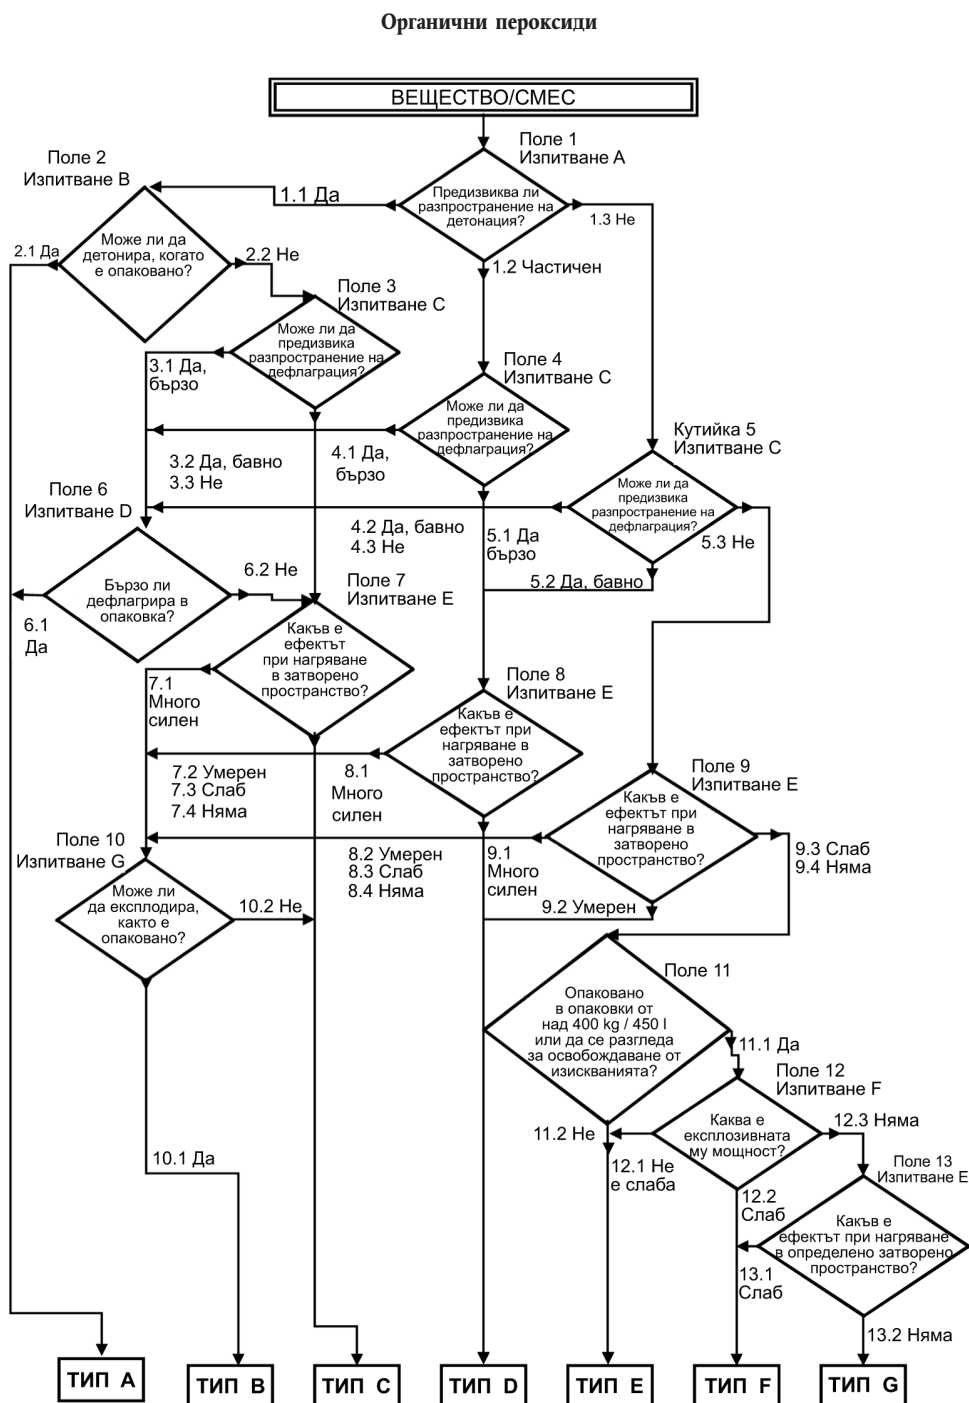 Органични пероксиди
ВЕЩЕСТВО/СМЕС
Поле 1
Изпитване A
Предизвиква ли
разпространение на
детонация?
1.1 Да
1.2 Частичен
1.3 Не
Поле 2
Изпитване B
Може ли да
детонира, когато
е опаковано?
2.1 Да
2.2 Не
Поле 3
Изпитване C
Може ли да
предизвика
разпространение на
дефлаграция?
3.1 Да,
бързо
3.2 Да, бавно
3.3 Не
Поле 4
Изпитване C
Може ли да
предизвика
разпространение на
дефлаграция?
4.1 Да,
бързо
4.2 Да, бавно
4.3 Не
Кутийка 5
Изпитване C
Може ли да
предизвика
разпространение на
дефлаграция?
5.1 Да
бързо
5.2 Да, бавно
5.3 Не
Поле 6
Изпитване D
Бързо ли
дефлагрира в
опаковка?
6.1
Да
6.2 Не
Поле 7
Изпитване E
Какъв е
ефектът
при нагряване
в затворено
пространство?
7.1
Много
силен
7.2 Умерен
7.3 Слаб
7.4 Няма
Поле 8
Изпитване E
Какъв е
ефектът при
нагряване в
затворено
пространство?
8.1
Много
силен
8.2 Умерен
8.3 Слаб
8.4 Няма
Поле 9
Изпитване E
Какъв е
ефектът при
нагряване в
затворено
пространство?
9.1
Много
силен
9.2 Умерен
9.3 Слаб
9.4 Няма
Поле 10
Изпитване G
Може ли
да експлодира,
както е
опаковано?
10.1 Да
10.2 Не
Поле 11
Опаковано
в опаковки от
над 400 kg / 450 l
или да се разгледа
за освобождаване от
изискванията?
11.1 Да
11.2 Не
Поле 12
Изпитване F
Каква е
експлозивната
му мощност?
12.1 Не
е слаба
12.2
Слаб
12.3 Няма
Поле 13
Изпитване E
Какъв е
ефектът при нагряване
в определено затворено
пространство?
13.1
Слаб
13.2 Няма
ТИП A
ТИП B
ТИП C
ТИП D
ТИП E
ТИП F
ТИП G